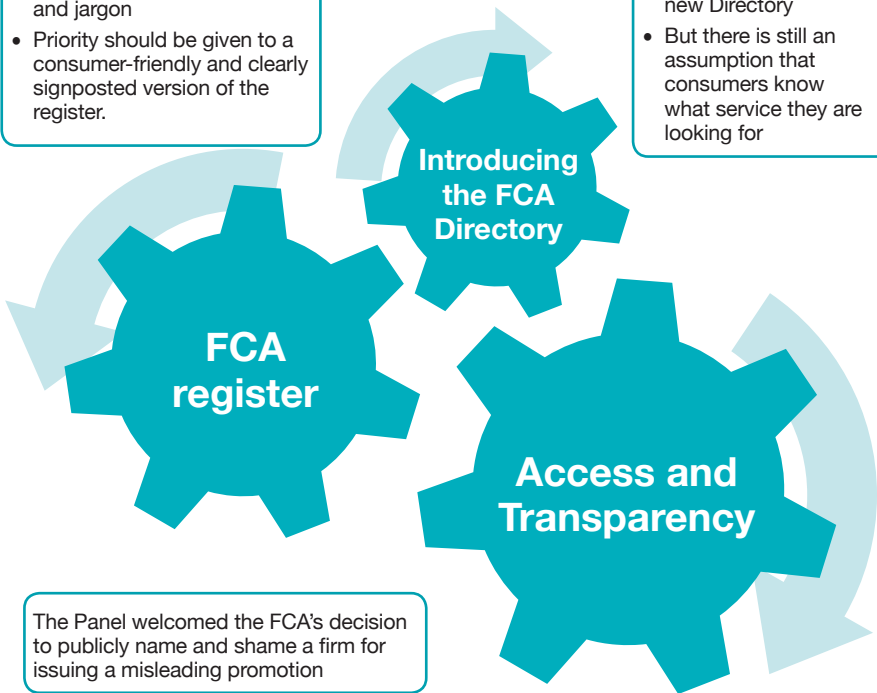 and jargon
• Priority should be given to a
consumer-friendly and clearly
signposted version of the
register.
new Directory
• But there is still an
assumption that
consumers know
what service they are
looking for
Introducing
the FCA
Directory
FCA
register
Access and
Transparency
The Panel welcomed the FCA’s decision
to publicly name and shame a firm for
issuing a misleading promotion